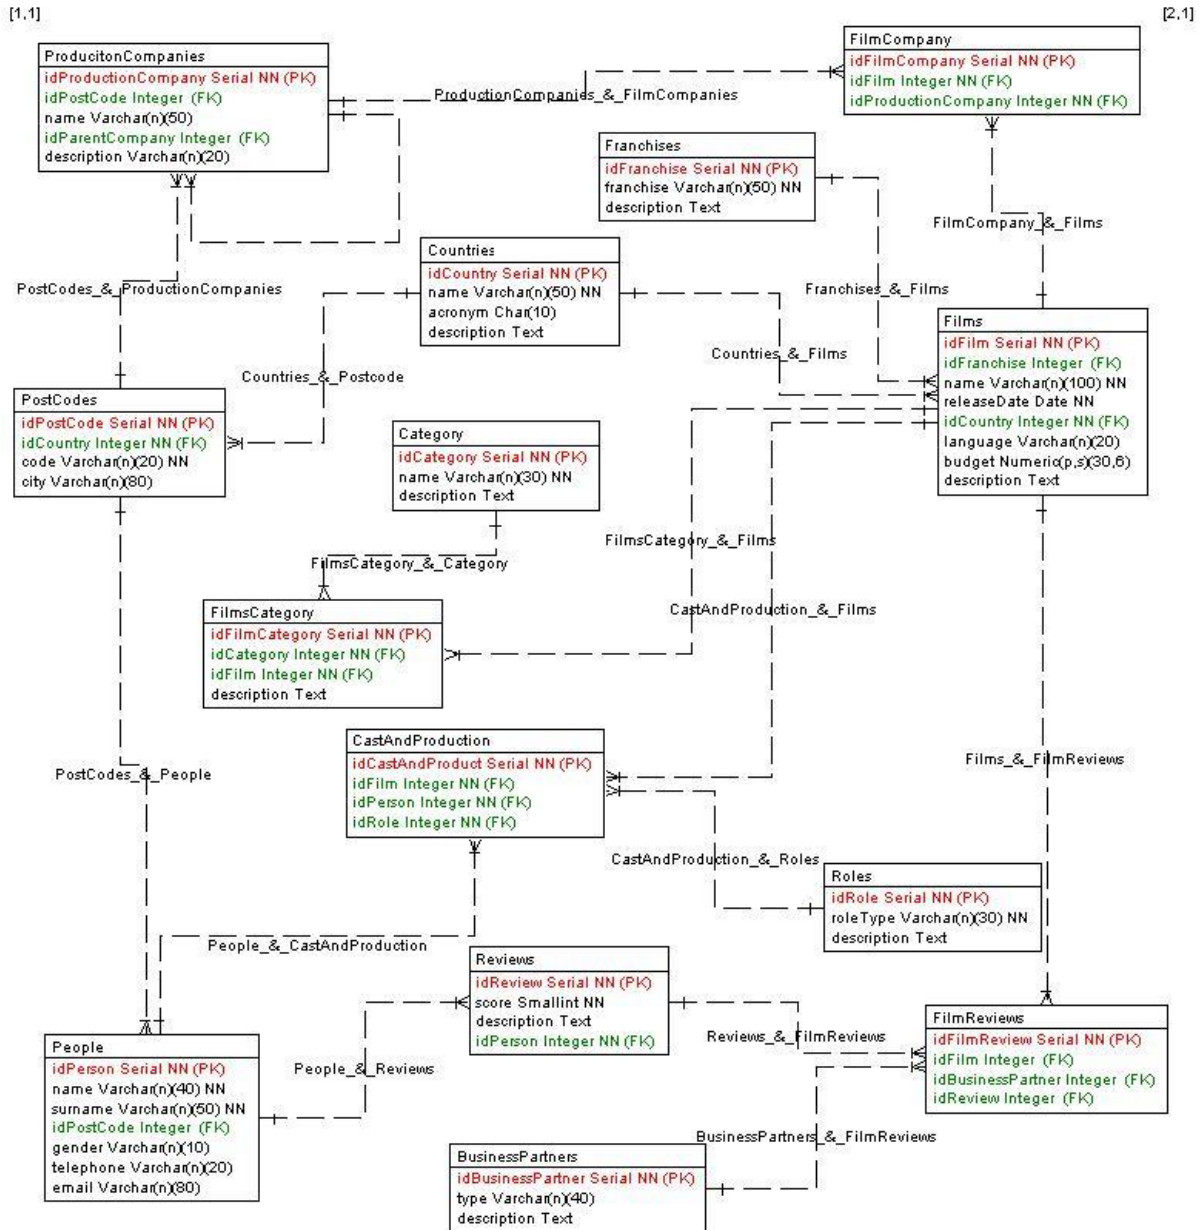 [1,1]
[2,1]
ProducitonCompanies
idProductionCompany Serial NN (PK)
idPostCode Integer (FK)
name Varchar(n)(50)
idParentCompany Integer (FK)
description Varchar(n)(20)
ProductionCompanies_&_FilmCompanies
FilmCompany
idFilmCompany Serial NN (PK)
idFilm Integer NN (FK)
idProductionCompany Integer NN (FK)
Franchises
idFranchise Serial NN (PK)
franchise Varchar(n)(50) NN
description Text
FilmCompany_&_Films
Countries
idCountry Serial NN (PK)
name Varchar(n)(50) NN
acronym Char(10)
description Text
PostCodes_&_ProductionCompanies
Franchises_&_Films
Countries_&_Films
Countries_&_Postcode
Films
idFilm Serial NN (PK)
idFranchise Integer (FK)
name Varchar(n)(100) NN
releaseDate Date NN
idCountry Integer NN (FK)
language Varchar(n)(20)
budget Numeric(p,s)(30,6)
description Text
PostCodes
idPostCode Serial NN (PK)
idCountry Integer NN (FK)
code Varchar(n)(20) NN
city Varchar(n)(80)
Category
idCategory Serial NN (PK)
name Varchar(n)(30) NN
description Text
FilmsCategory_&_Films
FilmsCategory_&_Category
CastAndProduction_&_Films
FilmsCategory
idFilmCategory Serial NN (PK)
idCategory Integer NN (FK)
idFilm Integer NN (FK)
description Text
CastAndProduction
idCastAndProduct Serial NN (PK)
idFilm Integer NN (FK)
idPerson Integer NN (FK)
idRole Integer NN (FK)
PostCodes_&_People
Films_&_FilmReviews
CastAndProduction_&_Roles
Roles
idRole Serial NN (PK)
roleType Varchar(n)(30) NN
description Text
People_&_CastAndProduction
Reviews
idReview Serial NN (PK)
score Smallint NN
description Text
idPerson Integer NN (FK)
People_&_Reviews
Reviews_&_FilmReviews
FilmReviews
idFilmReview Serial NN (PK)
idFilm Integer (FK)
idBusinessPartner Integer (FK)
idReview Integer (FK)
People
idPerson Serial NN (PK)
name Varchar(n)(40) NN
surname Varchar(n)(50) NN
idPostCode Integer (FK)
gender Varchar(n)(10)
telephone Varchar(n)(20)
email Varchar(n)(80)
BusinessPartners_&_FilmReviews
BusinessPartners
idBusinessPartner Serial NN (PK)
type Varchar(n)(40)
description Text